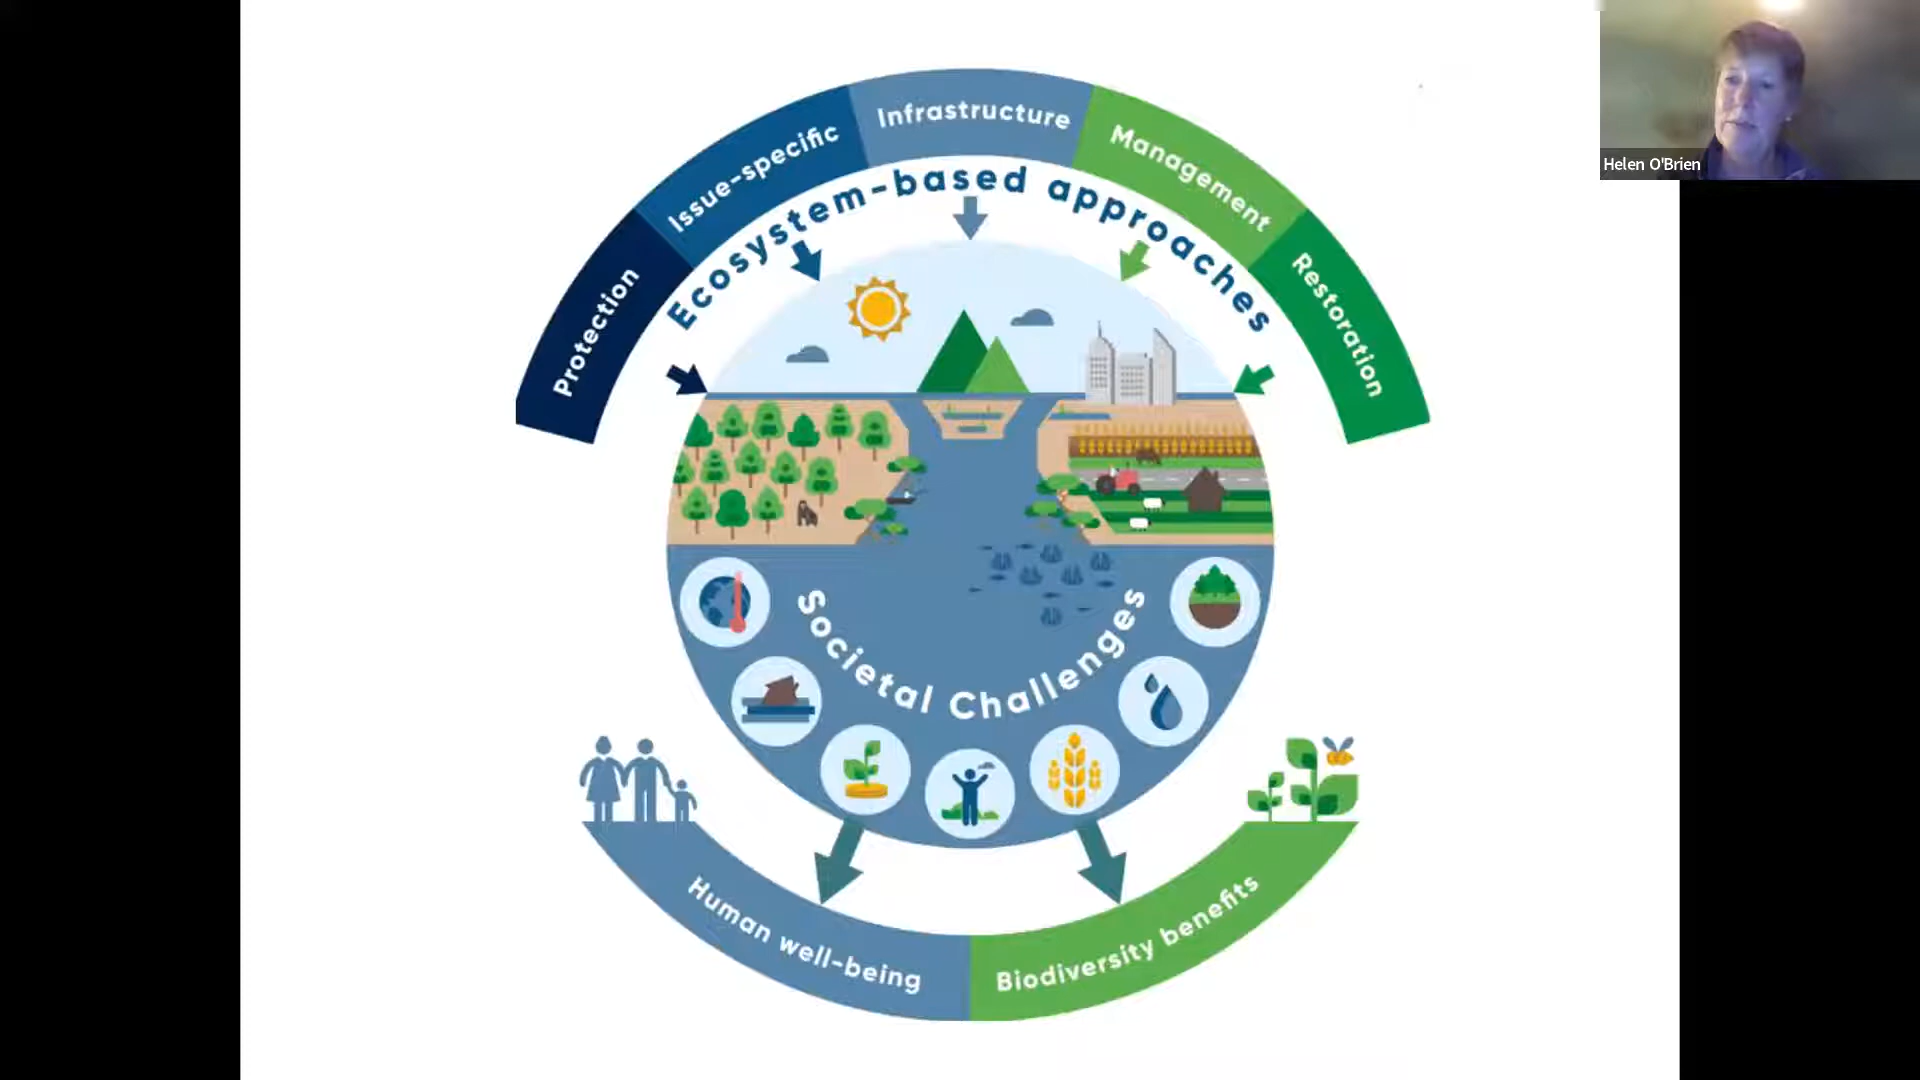 Protection
Issue-specific
Infrastructure
Management
Restoration
Ecosystem-based approaches
Societal Challenges
Human well-being
Biodiversity benefits
Helen O'Brien